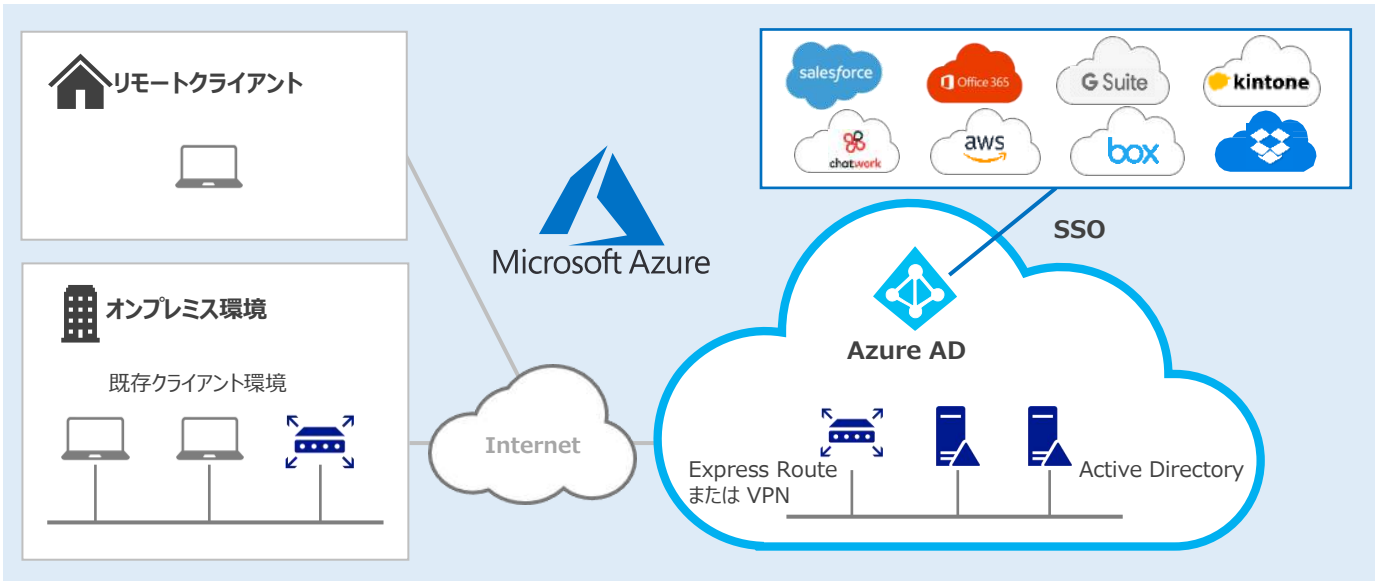 リモートクライアント
オンプレミス環境
既存クライアント環境
Microsoft Azure
Internet
salesforce
Office 365
G Suite
kintone
chatwork
aws
box
SSO
Azure AD
Express Route
または VPN
Active Directory